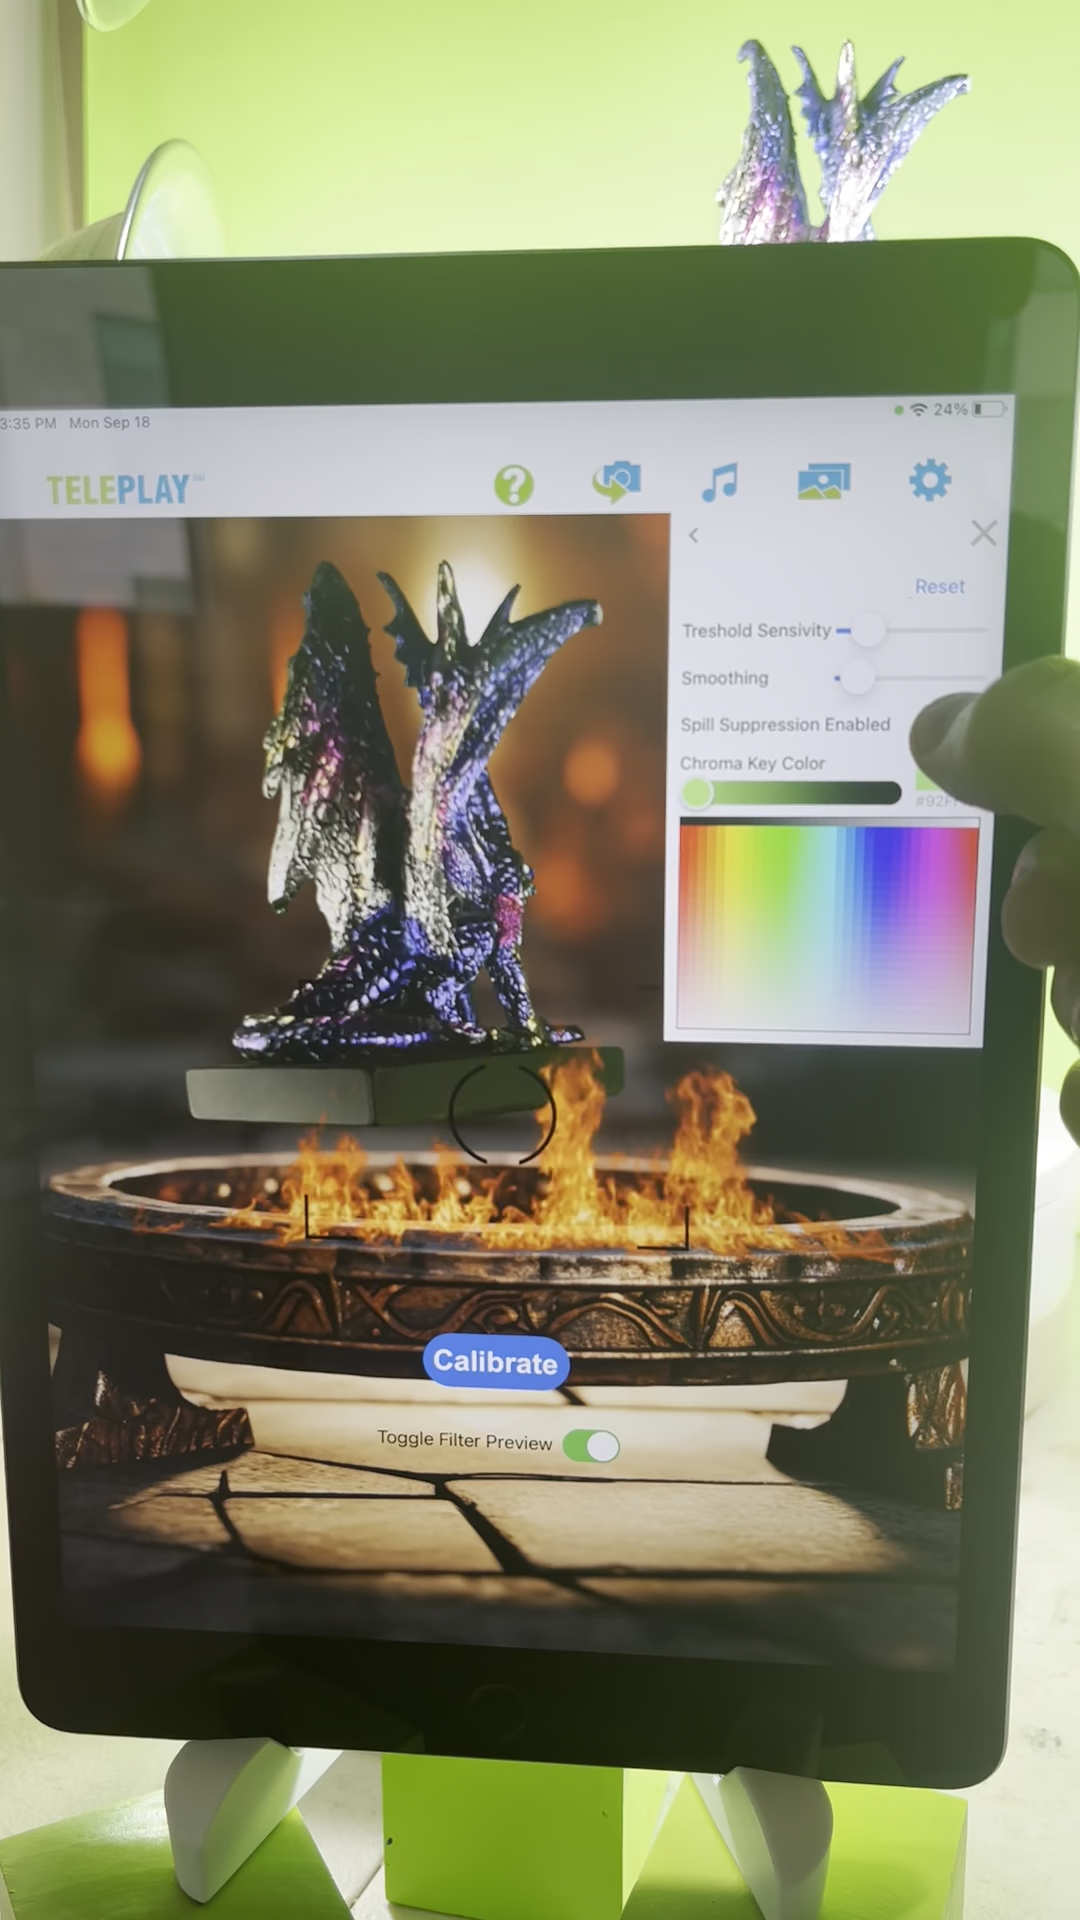 3:35 PM Mon Sep 18
24%
TELEPLAY SM
?
Reset
Treshold Sensivity
Smoothing
Spill Suppression Enabled
Chroma Key Color
Calibrate
Toggle Filter Preview